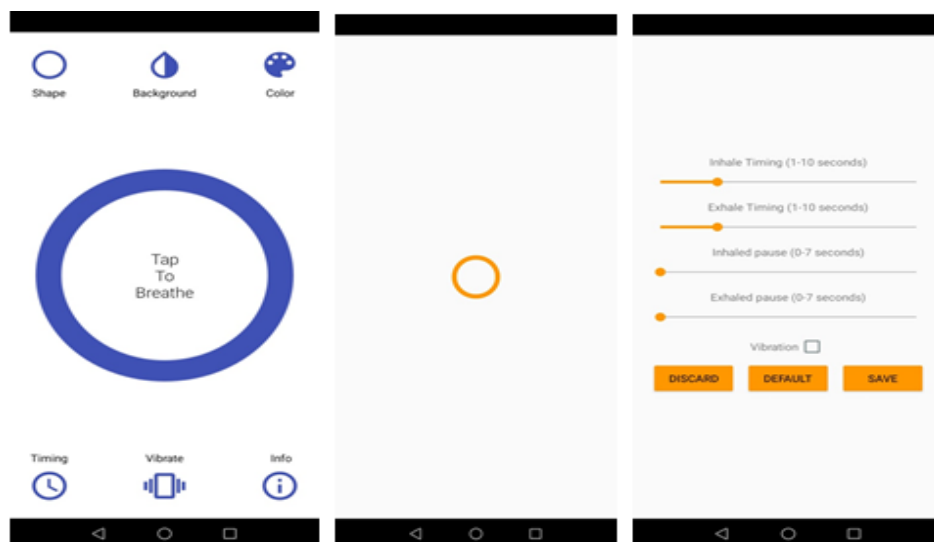 Shape Background Color
Tap
To
Breathe
Timing Vibrate Info
Inhale Timing (1-10 seconds)
Exhale Timing (1-10 seconds)
Inhaled pause (0-7 seconds)
Exhaled pause (0-7 seconds)
Vibration
DISCARD DEFAULT SAVE